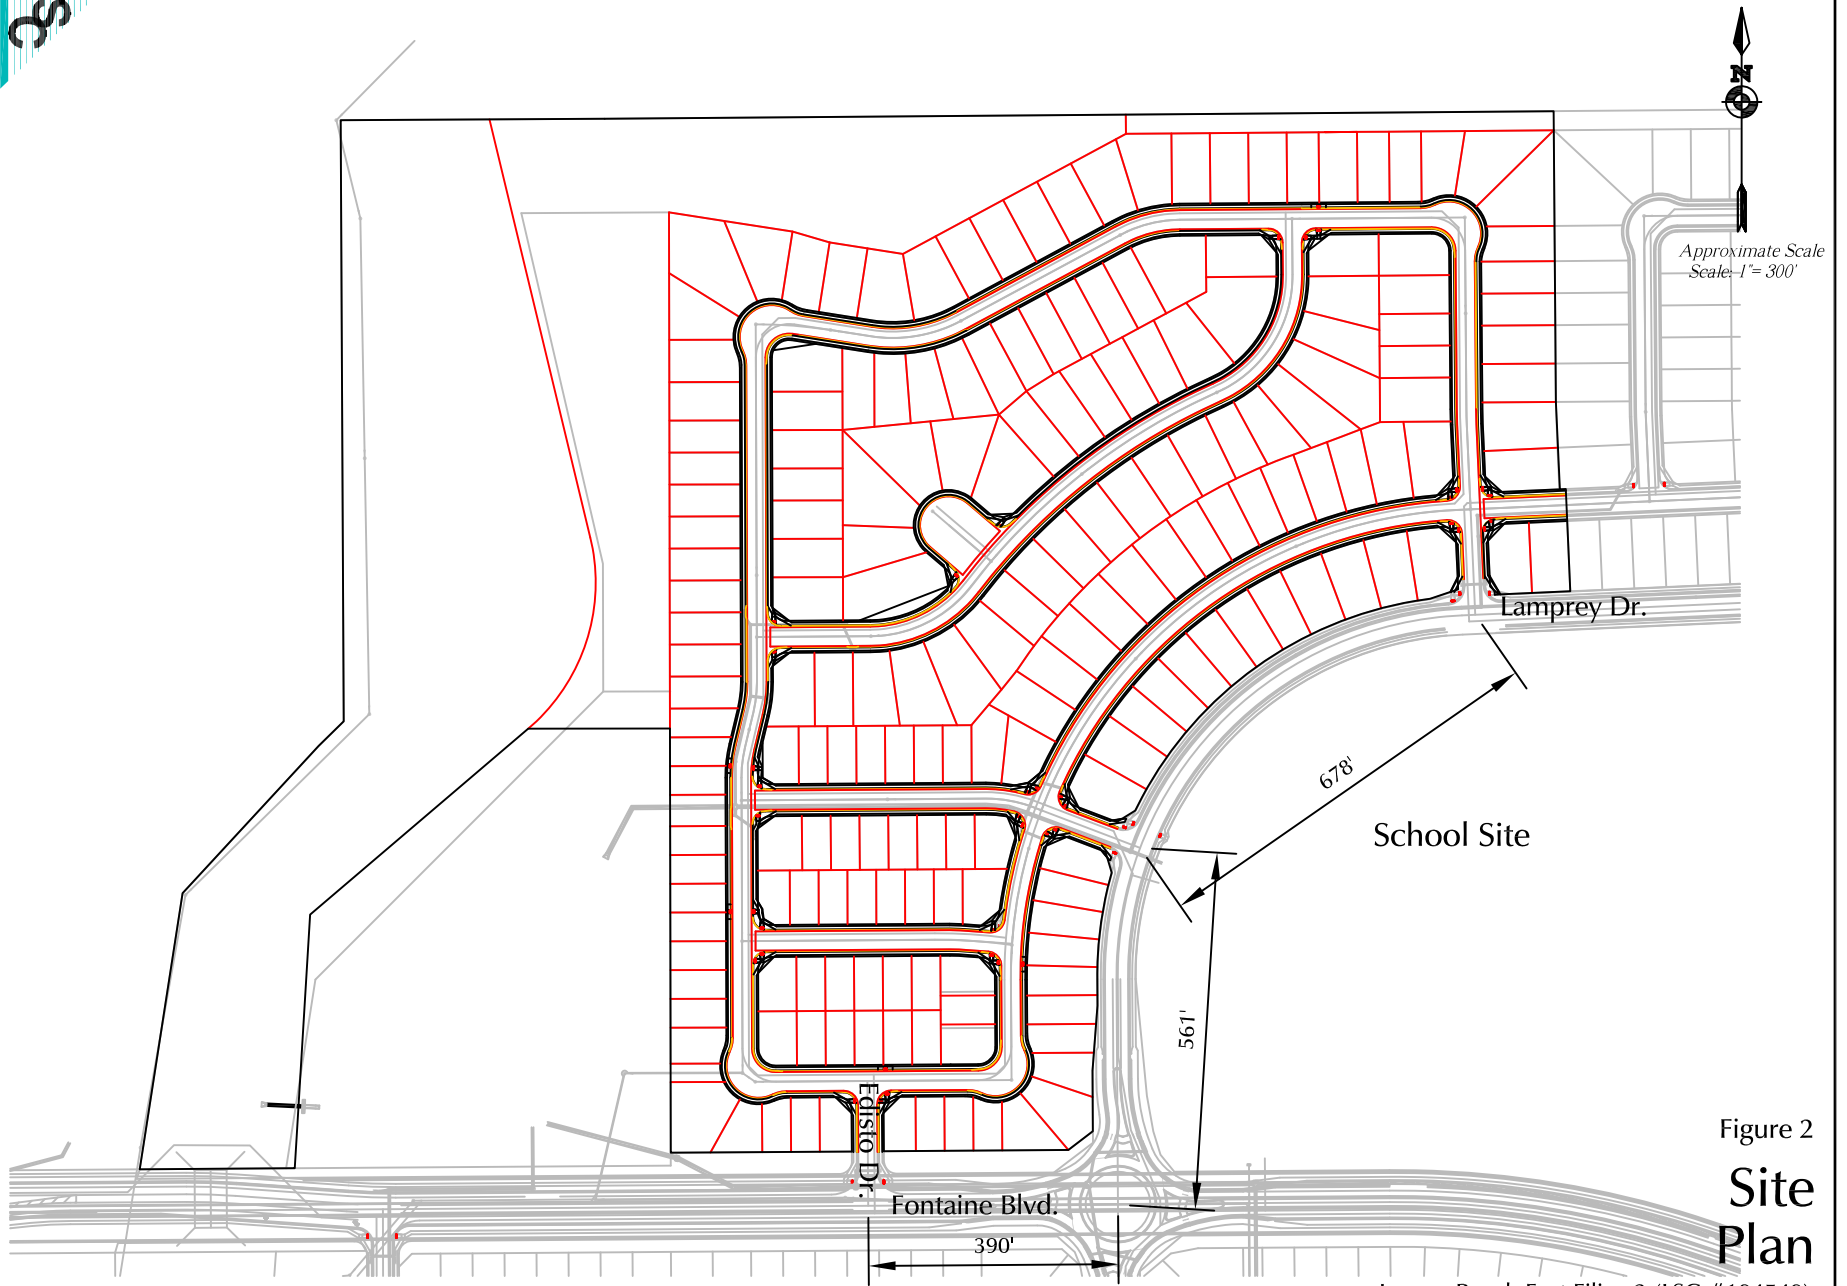 N
Approximate Scale
Scale: 1"= 300'
Lamprey Dr.
678'
School Site
561'
Edisto Dr.
Fontaine Blvd.
390'
Figure 2
Site
Plan